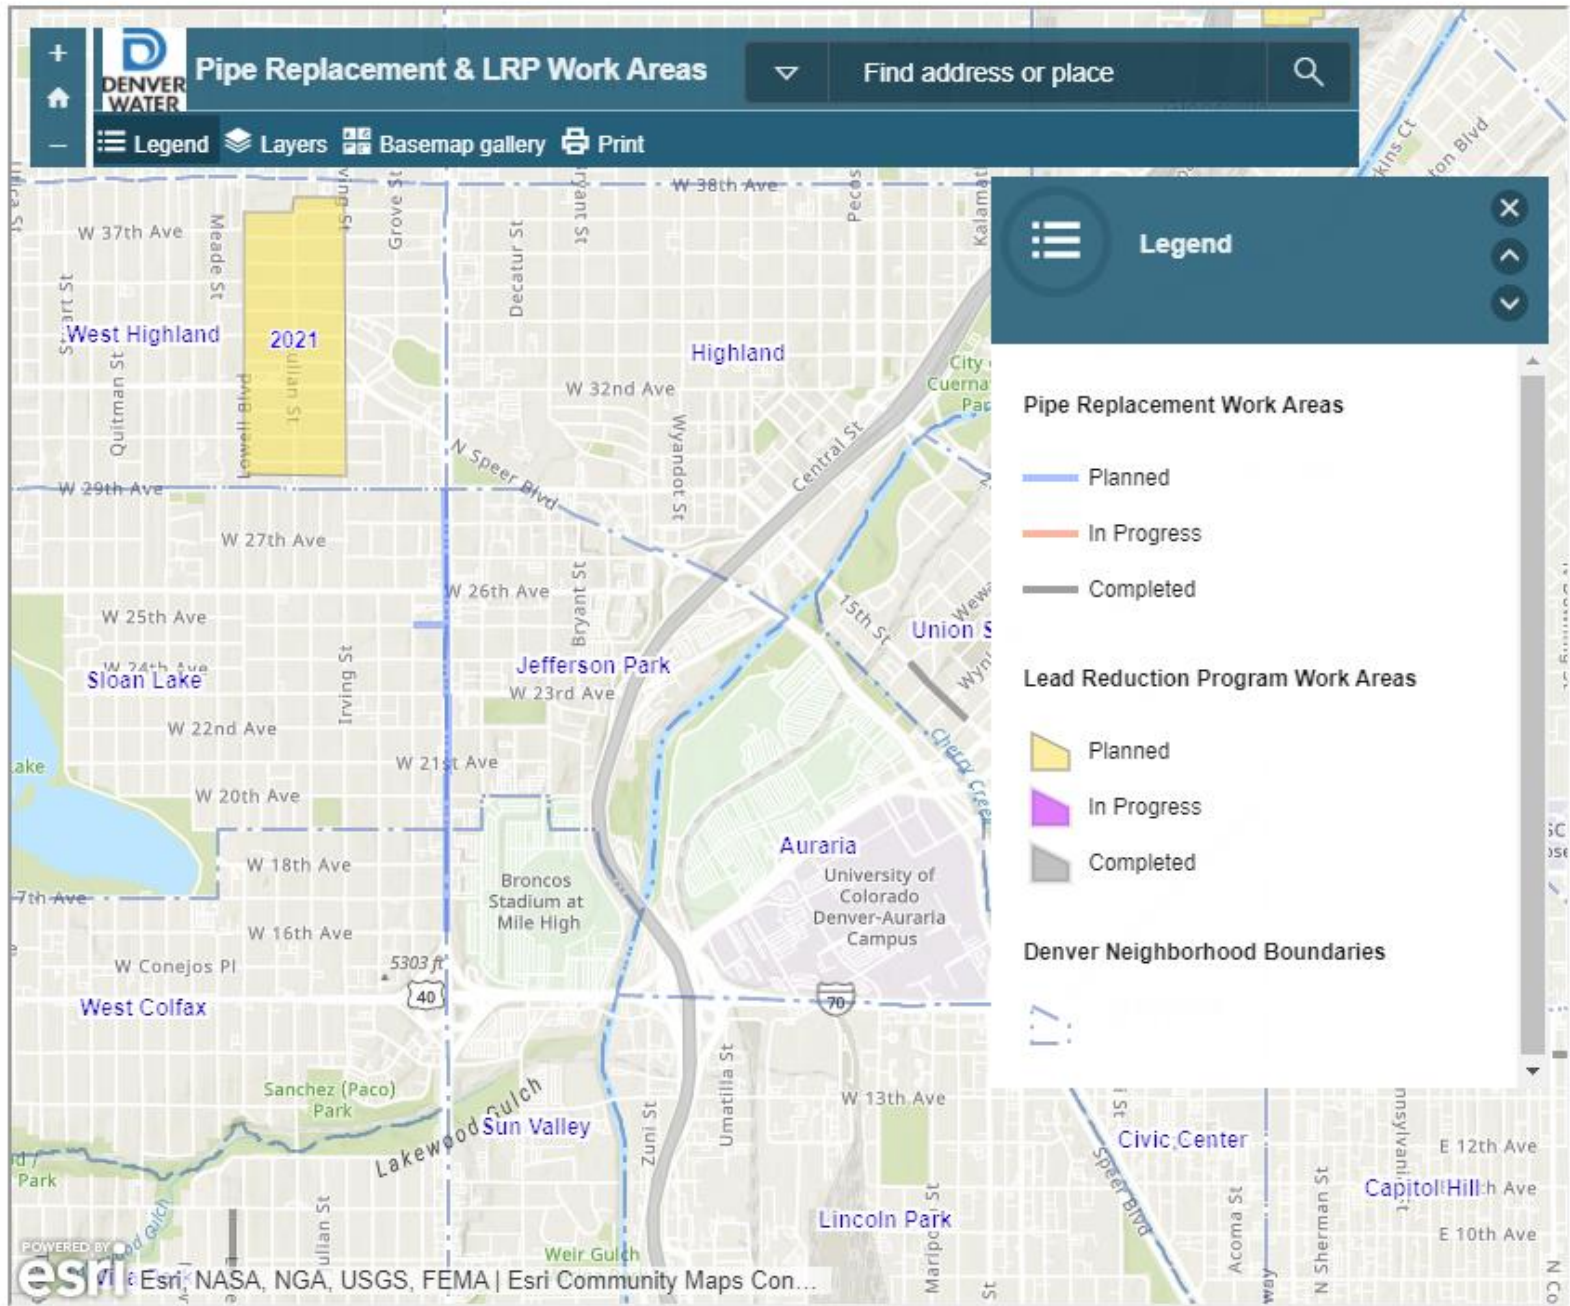 +
DENVER
WATER
Pipe Replacement & LRP Work Areas
Find address or place
Legend
Layers
Basemap gallery
Print
W 38th Ave
Grove St
Pecos
W 37th Ave
Meade St
Decatur St
Legend
West Highland
2021
Highland
Quitman St
Lowell Blvd
W 32nd Ave
Wyandot St
Central St
N Speer Blvd
W 29th Ave
W 27th Ave
W 26th Ave
Bryant St
W 25th Ave
15th St
Jefferson Park
W 24th Ave
Sloan Lake
W 23rd Ave
Irving St
W 22nd Ave
W 21st Ave
W 20th Ave
Cherry Creek
Auraria
W 18th Ave
University of
Colorado
Denver-Auraria
Campus
Broncos
Stadium at
Mile High
7th Ave
W 16th Ave
W Conejos Pl
5303 ft
40
70
West Colfax
Pipe Replacement Work Areas
Planned
In Progress
Completed
Lead Reduction Program Work Areas
Planned
In Progress
Completed
Denver Neighborhood Boundaries
Sanchez (Paco)
Park
Lakewood Gulch
Sun Valley
Zuni St
Umatilla St
W 13th Ave
Civic Center
Speer Blvd
E 12th Ave
Capitol Hill
h Ave
E 10th Ave
Lincoln Park
Acoma St
N Sherman St
Weir Gulch
Park
POWERED BY
esri
Esri, NASA, NGA, USGS, FEMA | Esri Community Maps Con...